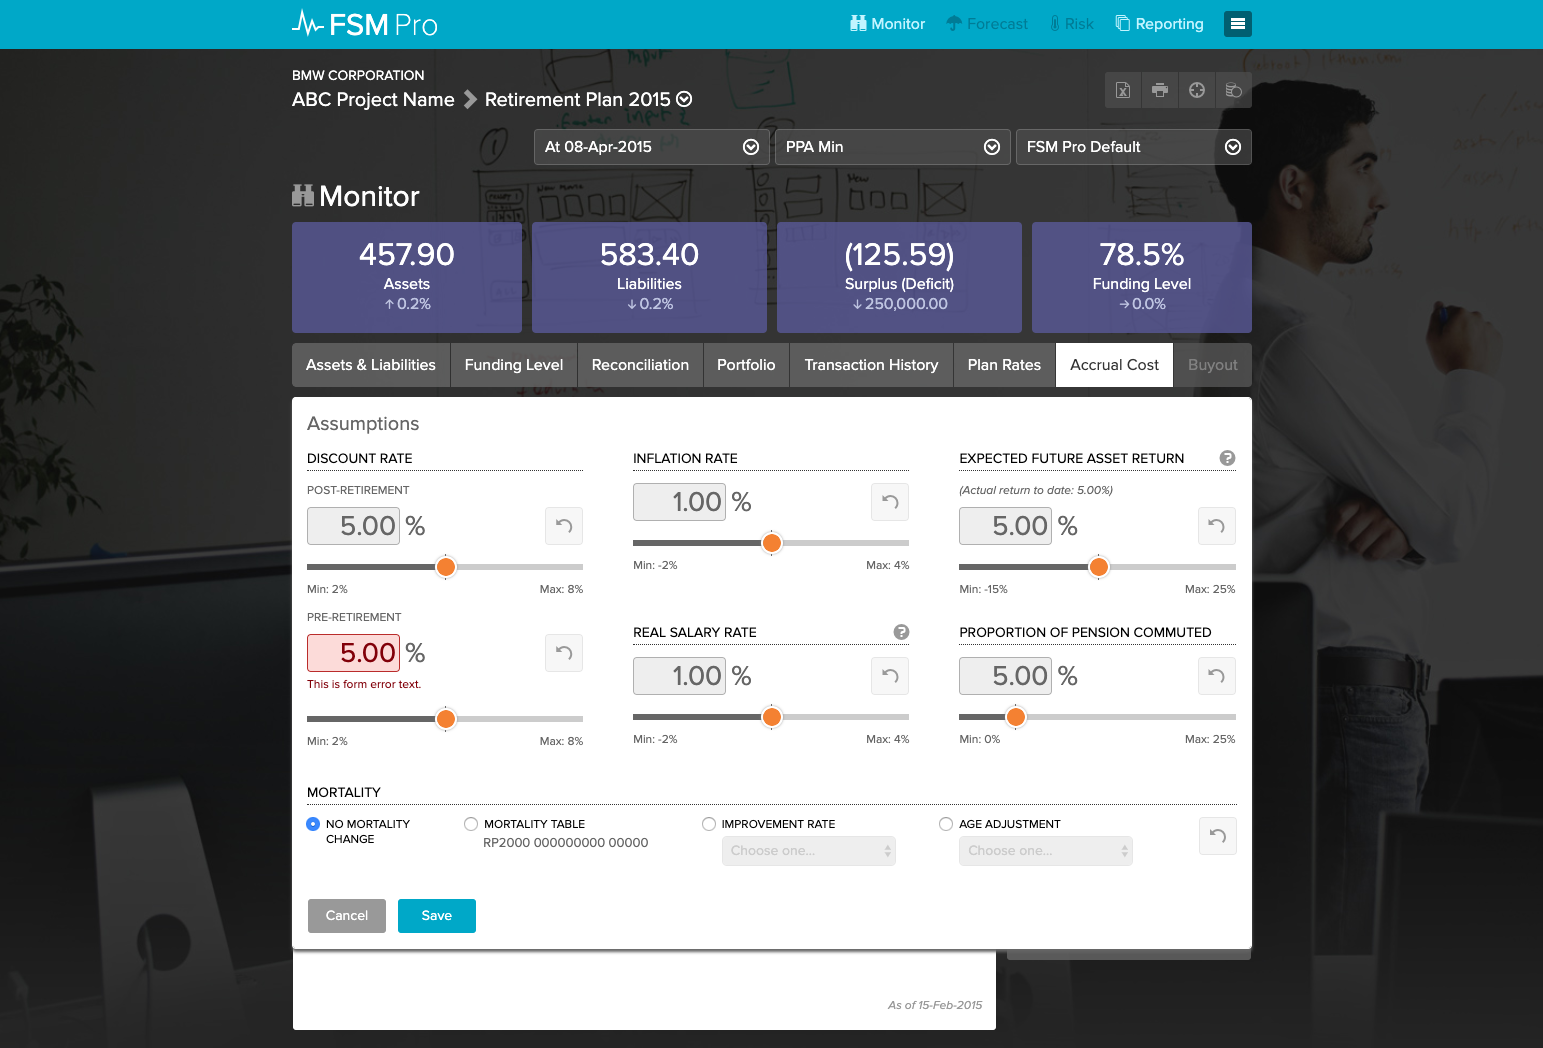 FSM Pro
Monitor Forecast Risk Reporting
BMW CORPORATION
ABC Project Name Retirement Plan 2015
At 08-Apr-2015 PPA Min FSM Pro Default
Monitor
457.90
Assets
↑ 0.2%
583.40
Liabilities
↓ 0.2%
(125.59)
Surplus (Deficit)
↓ 250,000.00
78.5%
Funding Level
→ 0.0%
Assets & Liabilities Funding Level Reconciliation Portfolio Transaction History Plan Rates Accrual Cost Buyout
Assumptions
DISCOUNT RATE
POST-RETIREMENT
5.00 %
Min: 2% Max: 8%
PRE-RETIREMENT
5.00 %
This is form error text.
Min: 2% Max: 8%
INFLATION RATE
1.00 %
Min: -2% Max: 4%
REAL SALARY RATE ?
1.00 %
Min: -2% Max: 4%
EXPECTED FUTURE ASSET RETURN ?
(Actual return to date: 5.00%)
5.00 %
Min: -15% Max: 25%
PROPORTION OF PENSION COMMUTED
5.00 %
Min: 0% Max: 25%
MORTALITY
NO MORTALITY
CHANGE
MORTALITY TABLE
RP2000 000000000 00000
IMPROVEMENT RATE
Choose one...
AGE ADJUSTMENT
Choose one...
Cancel Save
As of 15-Feb-2015